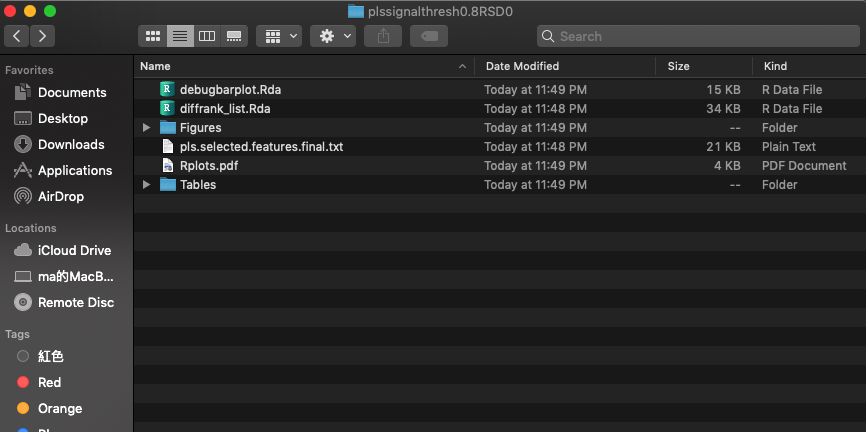 plssignalthresh0.8RSD0
Search
Favorites
Documents
Desktop
Downloads
Applications
AirDrop
Locations
iCloud Drive
ma的MacB...
Remote Disc
Tags
紅色
Red
Orange
Name Date Modified Size Kind
debugbarplot.Rda Today at 11:49 PM 15 KB R Data File
diffrank_list.Rda Today at 11:48 PM 34 KB R Data File
Figures Today at 11:49 PM -- Folder
pls.selected.features.final.txt Today at 11:48 PM 21 KB Plain Text
Rplots.pdf Today at 11:49 PM 4 KB PDF Document
Tables Today at 11:49 PM -- Folder